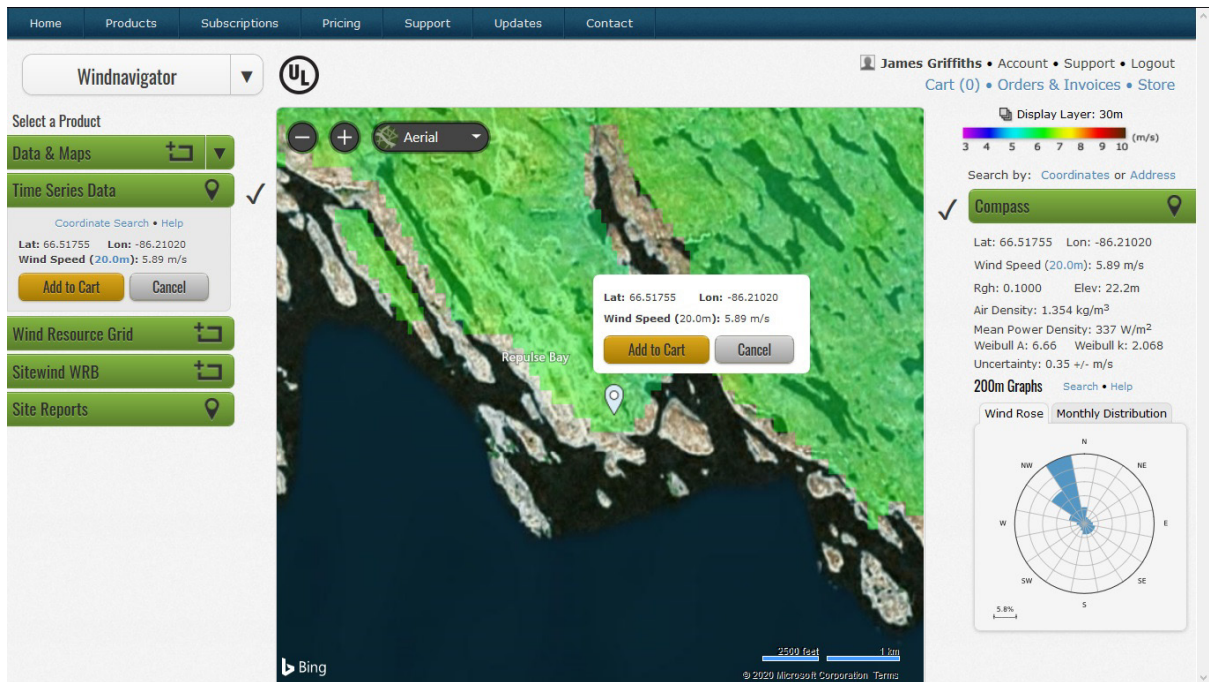 Home Products Subscriptions Pricing Support Updates Contact
Windnavigator
UL
James Griffiths • Account • Support • Logout
Cart (0) • Orders & Invoices • Store
Select a Product
Data & Maps
Time Series Data
Coordinate Search • Help
Lat: 66.51755 Lon: -86.21020
Wind Speed (20.0m): 5.89 m/s
Add to Cart Cancel
Wind Resource Grid
Sitewind WRB
Site Reports
Aerial
Lat: 66.51755 Lon: -86.21020
Wind Speed (20.0m): 5.89 m/s
Add to Cart Cancel
Repulse Bay
Bing
2500 feet 1 km
© 2020 Microsoft Corporation Terms
Display Layer: 30m
3 4 5 6 7 8 9 10 (m/s)
Search by: Coordinates or Address
Compass
Lat: 66.51755 Lon: -86.21020
Wind Speed (20.0m): 5.89 m/s
Rgh: 0.1000 Elev: 22.2m
Air Density: 1.354 kg/m³
Mean Power Density: 337 W/m²
Weibull A: 6.66 Weibull k: 2.068
Uncertainty: 0.35 +/- m/s
200m Graphs Search • Help
Wind Rose Monthly Distribution
N
NW NE
W E
SW SE
S
5.8%